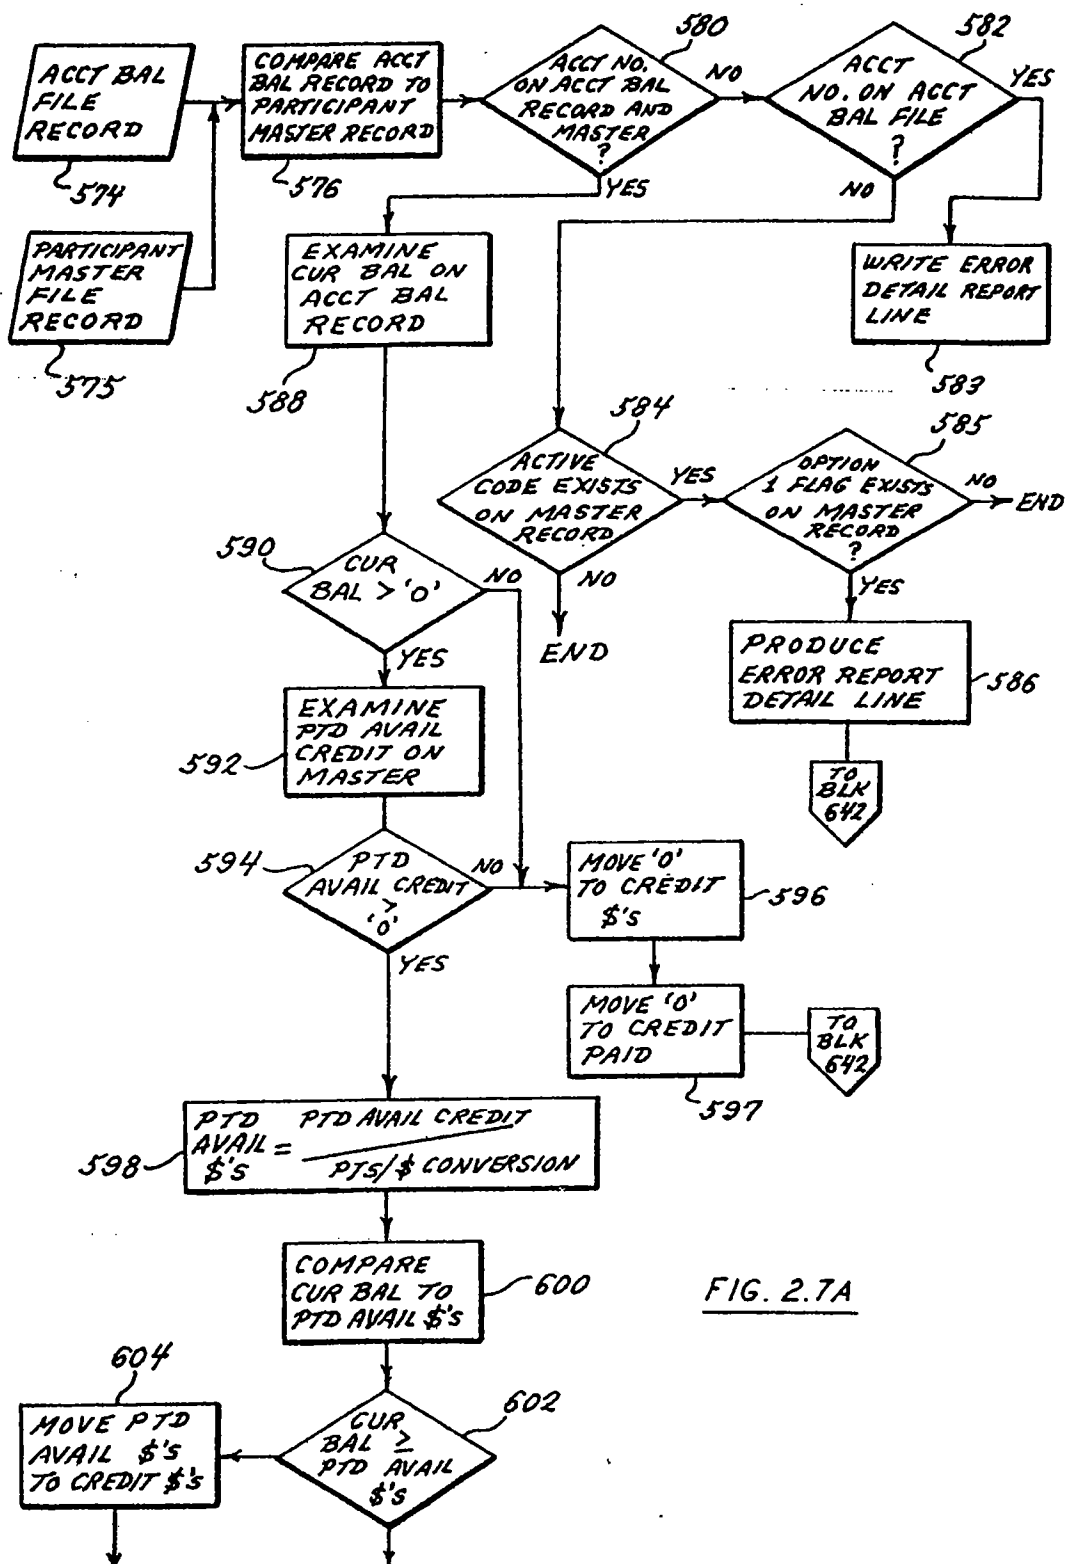 ACCT BAL
FILE
RECORD
574
PARTICIPANT
MASTER
FILE
RECORD
575
COMPARE ACCT
BAL RECORD TO
PARTICIPANT
MASTER RECORD
576
ACCT NO.
ON ACCT BAL
RECORD AND
MASTER
?
580
NO
YES
ACCT
NO. ON ACCT
BAL FILE
?
582
YES
NO
WRITE ERROR
DETAIL REPORT
LINE
583
EXAMINE
CUR BAL ON
ACCT BAL
RECORD
588
ACTIVE
CODE EXISTS
ON MASTER
RECORD
584
YES
NO
END
OPTION
1 FLAG EXISTS
ON MASTER
RECORD
?
585
NO
END
YES
PRODUCE
ERROR REPORT
DETAIL LINE
586
TO
BLK
642
CUR
BAL > '0'
590
NO
YES
EXAMINE
PTD AVAIL
CREDIT ON
MASTER
592
PTD
AVAIL CREDIT
>
'0'
594
NO
YES
MOVE '0'
TO CREDIT
$'s
596
MOVE '0'
TO CREDIT
PAID
597
TO
BLK
642
PTD
AVAIL =
$'s
PTD AVAIL CREDIT
PTS/$ CONVERSION
598
COMPARE
CUR BAL TO
PTD AVAIL $'s
600
FIG. 2.7A
CUR
BAL ≥
PTD AVAIL
$'s
602
604
MOVE PTD
AVAIL $'s
TO CREDIT $'s